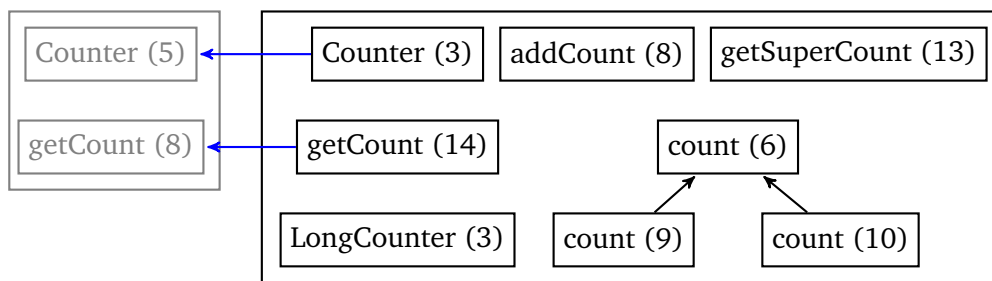 Counter (5)
Counter (3)
addCount (8)
getSuperCount (13)
getCount (8)
getCount (14)
count (6)
LongCounter (3)
count (9)
count (10)